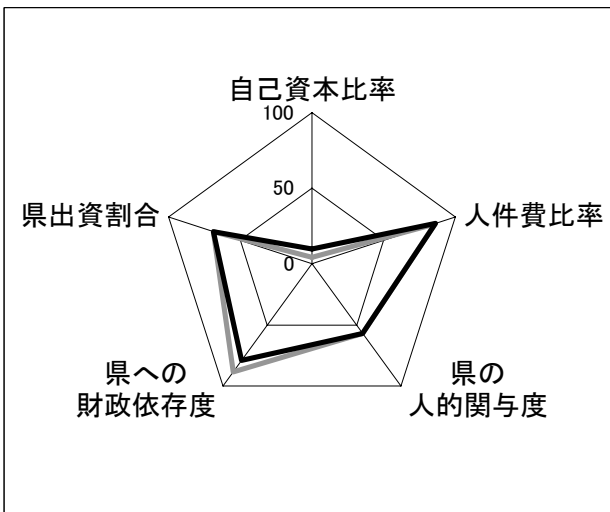 自己資本比率
100
50
0
県出資割合
人件費比率
県への
財政依存度
県の
人的関与度